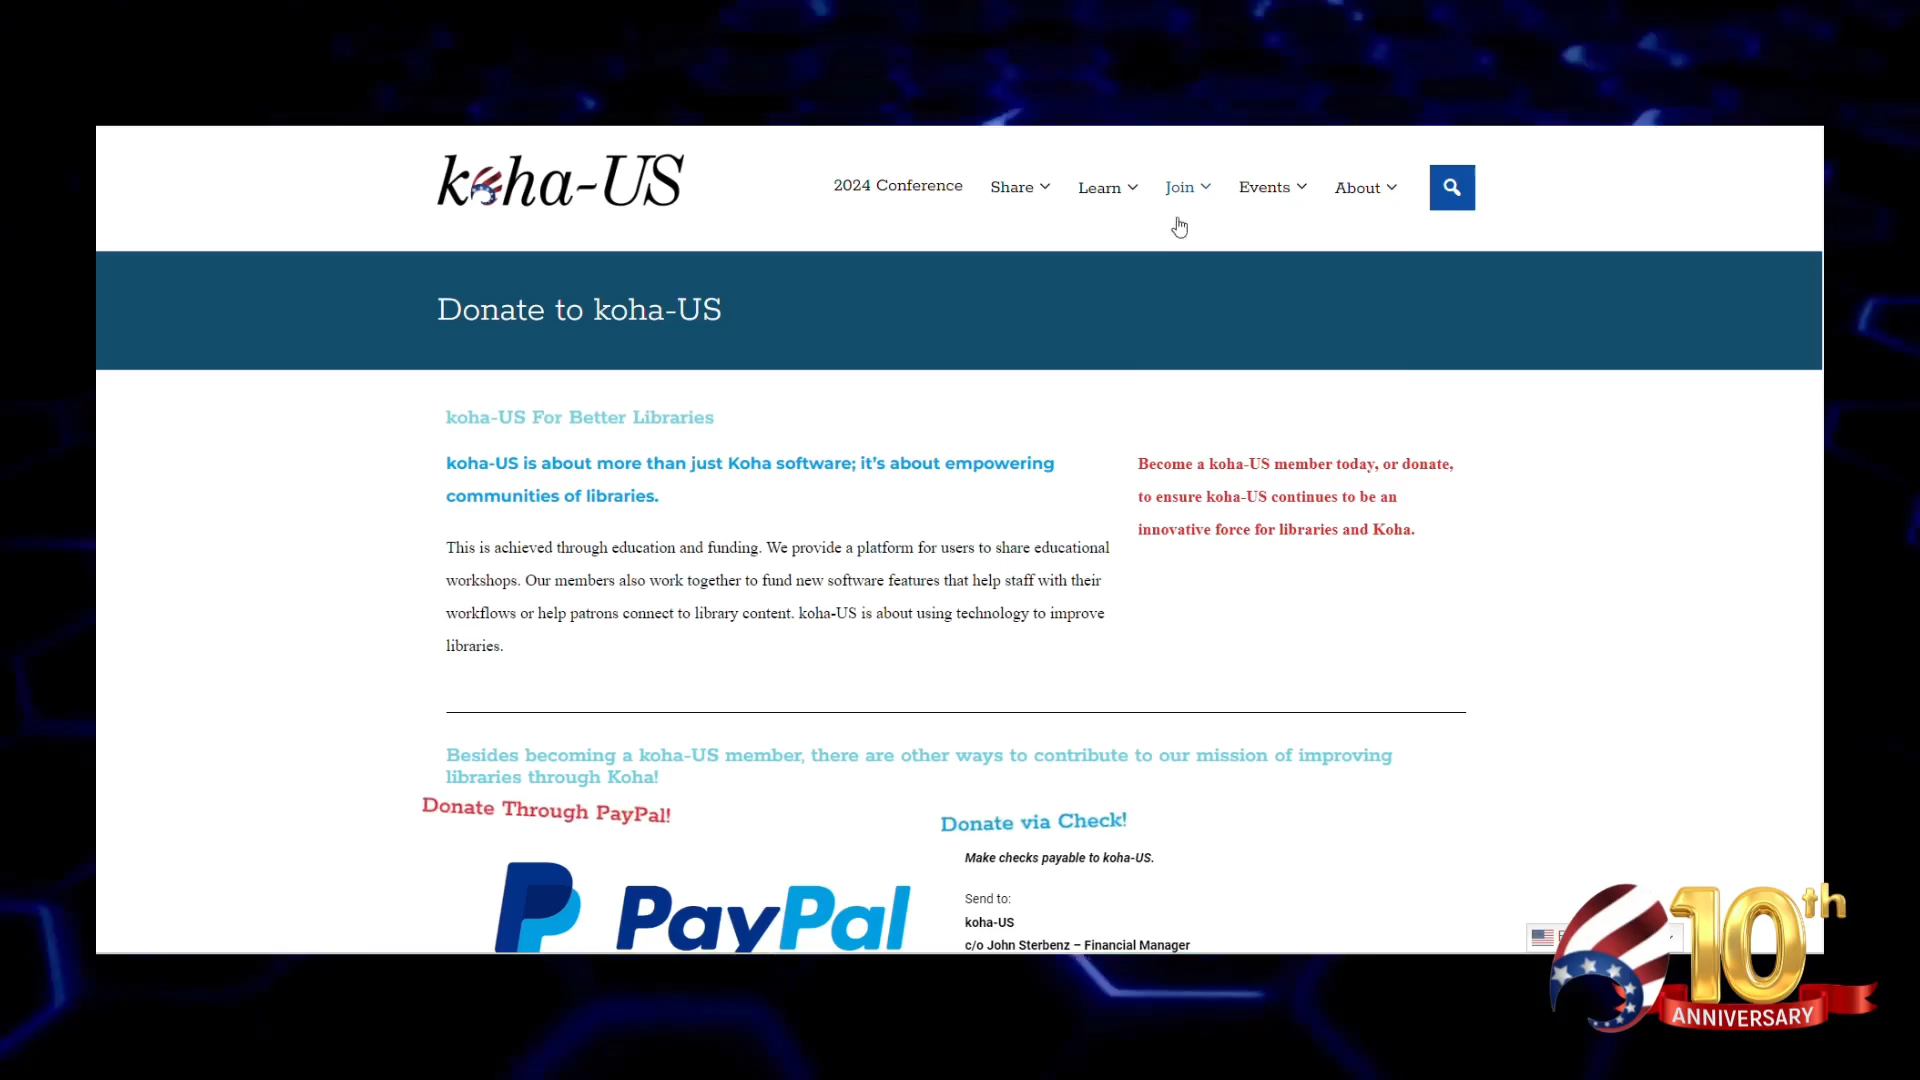 koha-US
2024 Conference Share Learn Join Events About
Donate to koha-US
koha-US For Better Libraries
koha-US is about more than just Koha software; it's about empowering
communities of libraries.
This is achieved through education and funding. We provide a platform for users to share educational
workshops. Our members also work together to fund new software features that help staff with their
workflows or help patrons connect to library content. koha-US is about using technology to improve
libraries.
Become a koha-US member today, or donate,
to ensure koha-US continues to be an
innovative force for libraries and Koha.
Besides becoming a koha-US member, there are other ways to contribute to our mission of improving
libraries through Koha!
Donate Through PayPal!
PayPal
Donate via Check!
Make checks payable to koha-US.
Send to:
koha-US
c/o John Sterbenz – Financial Manager
10th
ANNIVERSARY